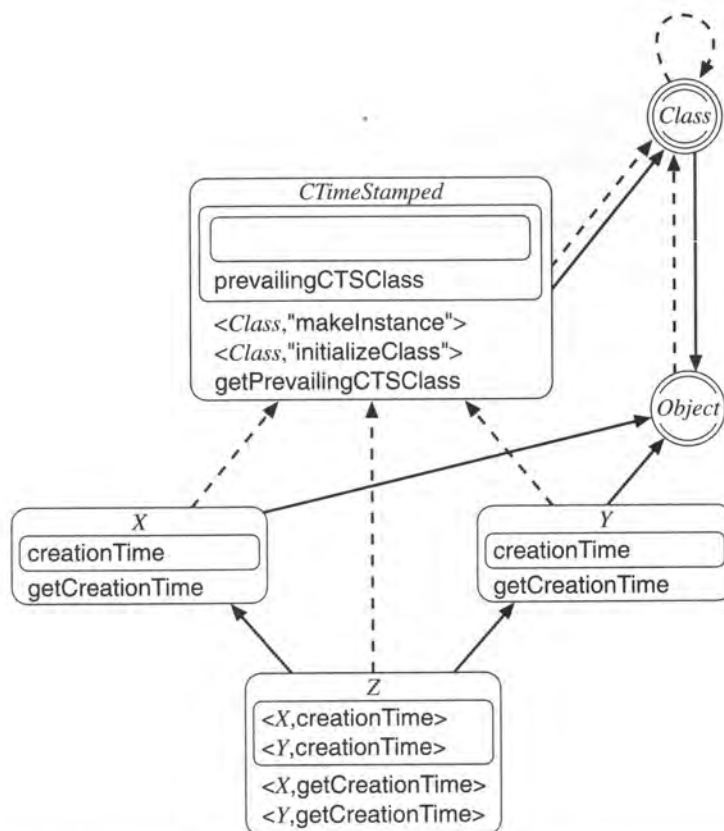 Class
CTimeStamped
prevailingCTSClass
<Class,"makeInstance">
<Class,"initializeClass">
getPrevailingCTSClass
Object
X
creationTime
getCreationTime
Y
creationTime
getCreationTime
Z
<X,creationTime>
<Y,creationTime>
<X,getCreationTime>
<Y,getCreationTime>